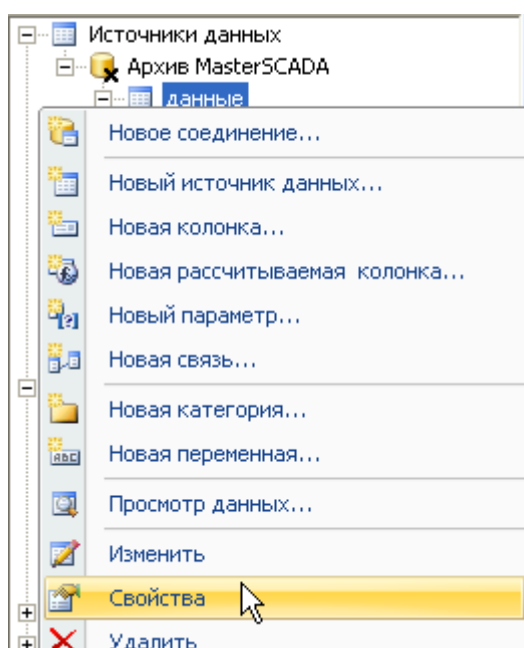 Источники данных
Архив MasterSCADA
данные
Новое соединение...
Новый источник данных...
Новая колонка...
Новая рассчитываемая колонка...
Новый параметр...
Новая связь...
Новая категория...
Новая переменная...
Просмотр данных...
Изменить
Свойства
Удалить